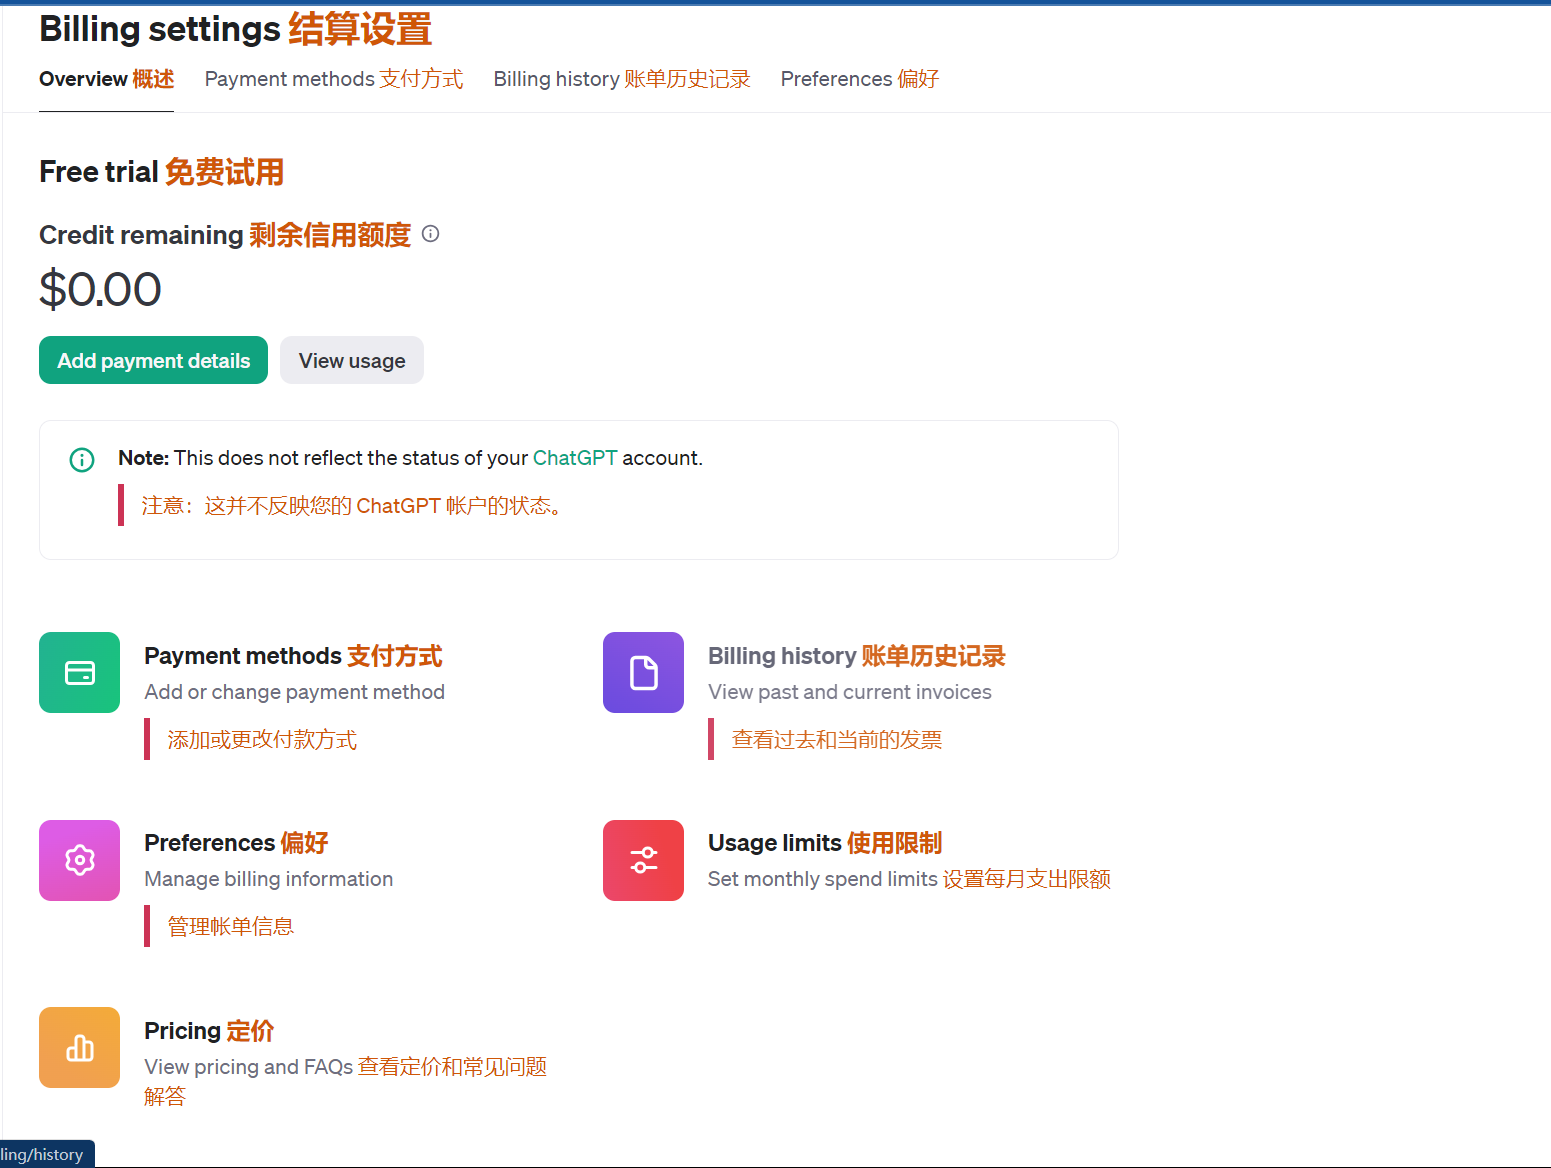 Billing settings 结算设置
Overview 概述 Payment methods 支付方式 Billing history 账单历史记录 Preferences 偏好
Free trial 免费试用
Credit remaining 剩余信用额度
$0.00
Add payment details View usage
Note: This does not reflect the status of your ChatGPT account.
注意：这并不反映您的 ChatGPT 帐户的状态。
Payment methods 支付方式
Add or change payment method
添加或更改付款方式
Billing history 账单历史记录
View past and current invoices
查看过去和当前的发票
Preferences 偏好
Manage billing information
管理帐单信息
Usage limits 使用限制
Set monthly spend limits 设置每月支出限额
Pricing 定价
View pricing and FAQs 查看定价和常见问题
解答
ling/history